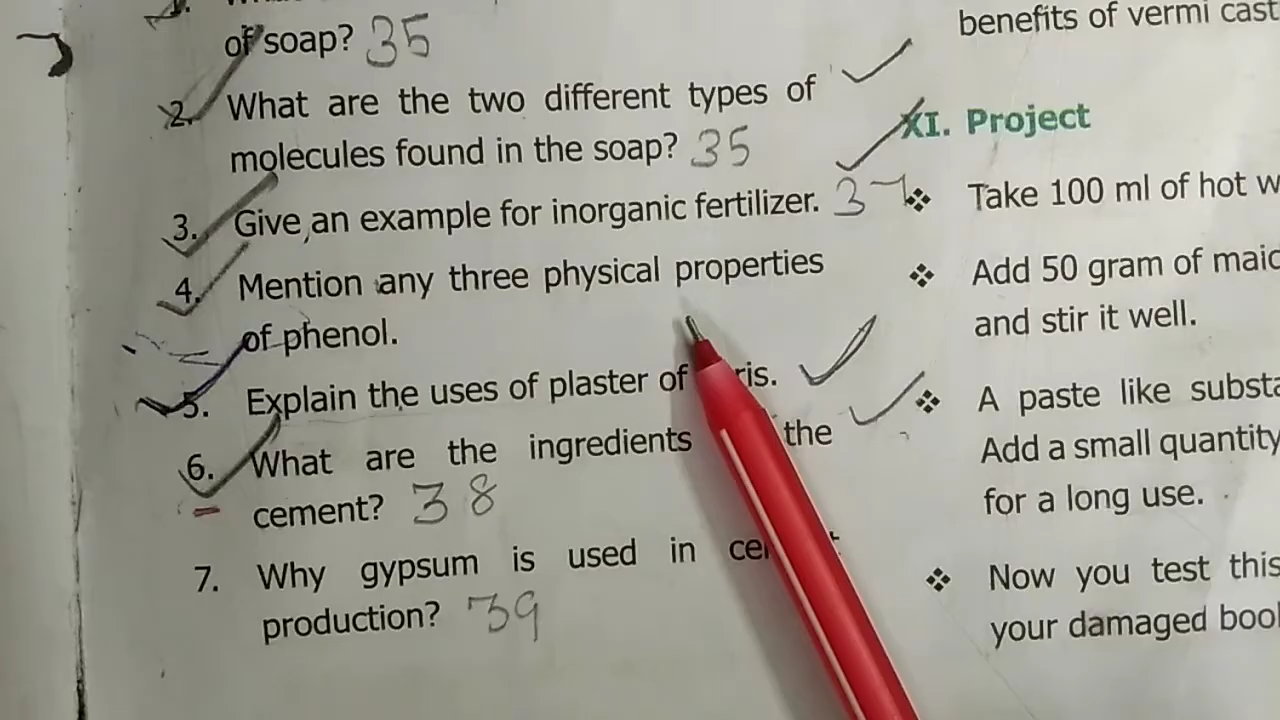 of soap? 35
2. What are the two different types of
molecules found in the soap? 35
3. Give an example for inorganic fertilizer. 37
4. Mention any three physical properties
of phenol.
5. Explain the uses of plaster of ris.
6. What are the ingredients the
cement? 38
7. Why gypsum is used in
production? 39
benefits of vermi cast
XI. Project
❖ Take 100 ml of hot w
❖ Add 50 gram of maid
and stir it well.
❖ A paste like substa
Add a small quantity
for a long use.
❖ Now you test this
your damaged boo